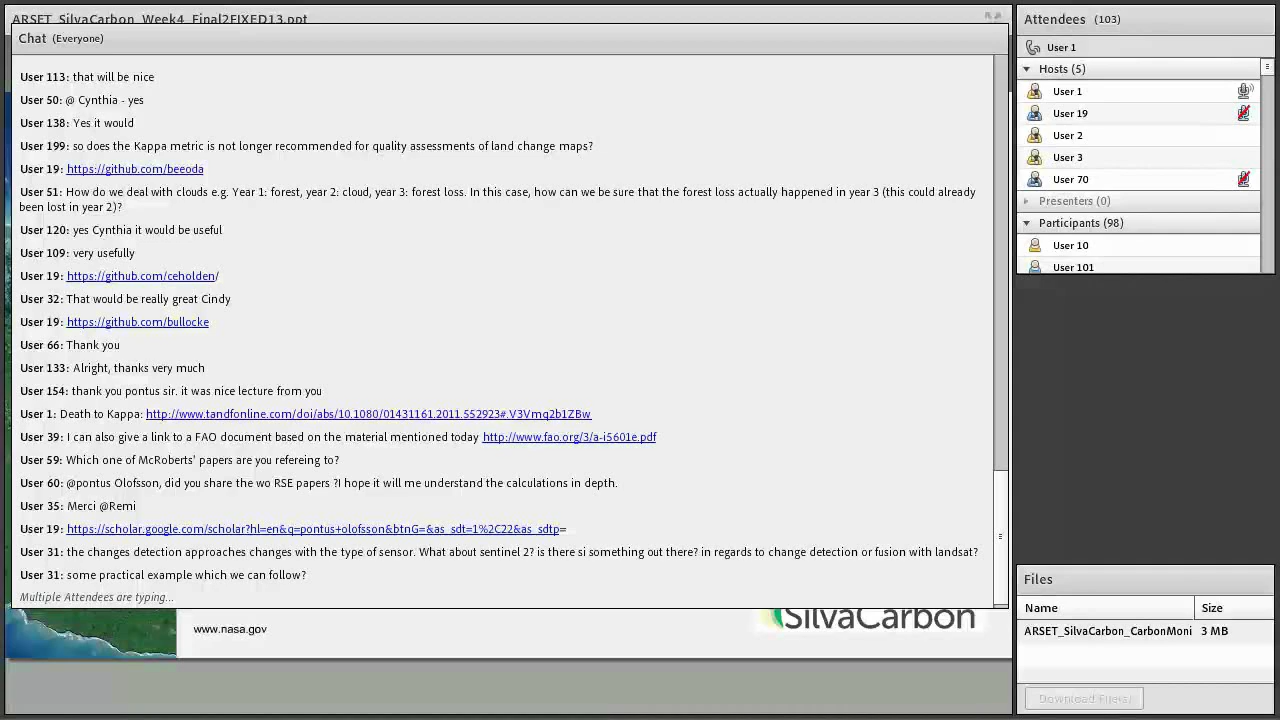 ARSET_SilvaCarbon_Week4_Final2FIXED13.ppt
Chat (Everyone)
User 113: that will be nice
User 50: @ Cynthia - yes
User 138: Yes it would
User 199: so does the Kappa metric is not longer recommended for quality assessments of land change maps?
User 19: https://github.com/beeoda
User 51: How do we deal with clouds e.g. Year 1: forest, year 2: cloud, year 3: forest loss. In this case, how can we be sure that the forest loss actually happened in year 3 (this could already
been lost in year 2)?
User 120: yes Cynthia it would be useful
User 109: very usefully
User 19: https://github.com/ceholden/
User 32: That would be really great Cindy
User 19: https://github.com/bullocke
User 66: Thank you
User 133: Alright, thanks very much
User 154: thank you pontus sir. it was nice lecture from you
User 1: Death to Kappa: http://www.tandfonline.com/doi/abs/10.1080/01431161.2011.552923#.V3Vmq2b1ZBw
User 39: I can also give a link to a FAO document based on the material mentioned today http://www.fao.org/3/a-i5601e.pdf
User 59: Which one of McRoberts' papers are you refereing to?
User 60: @pontus Olofsson, did you share the wo RSE papers ?I hope it will me understand the calculations in depth.
User 35: Merci @Remi
User 19: https://scholar.google.com/scholar?hl=en&q=pontus+olofsson&btnG=&as_sdt=1%2C22&as_sdtp=
User 31: the changes detection approaches changes with the type of sensor. What about sentinel 2? is there si something out there? in regards to change detection or fusion with landsat?
User 31: some practical example which we can follow?
Multiple Attendees are typing...
www.nasa.gov
SilvaCarbon
Attendees (103)
User 1
Hosts (5)
User 1
User 19
User 2
User 3
User 70
Presenters (0)
Participants (98)
User 10
User 101
Files
Name Size
ARSET_SilvaCarbon_CarbonMoni 3 MB
Download File(s)